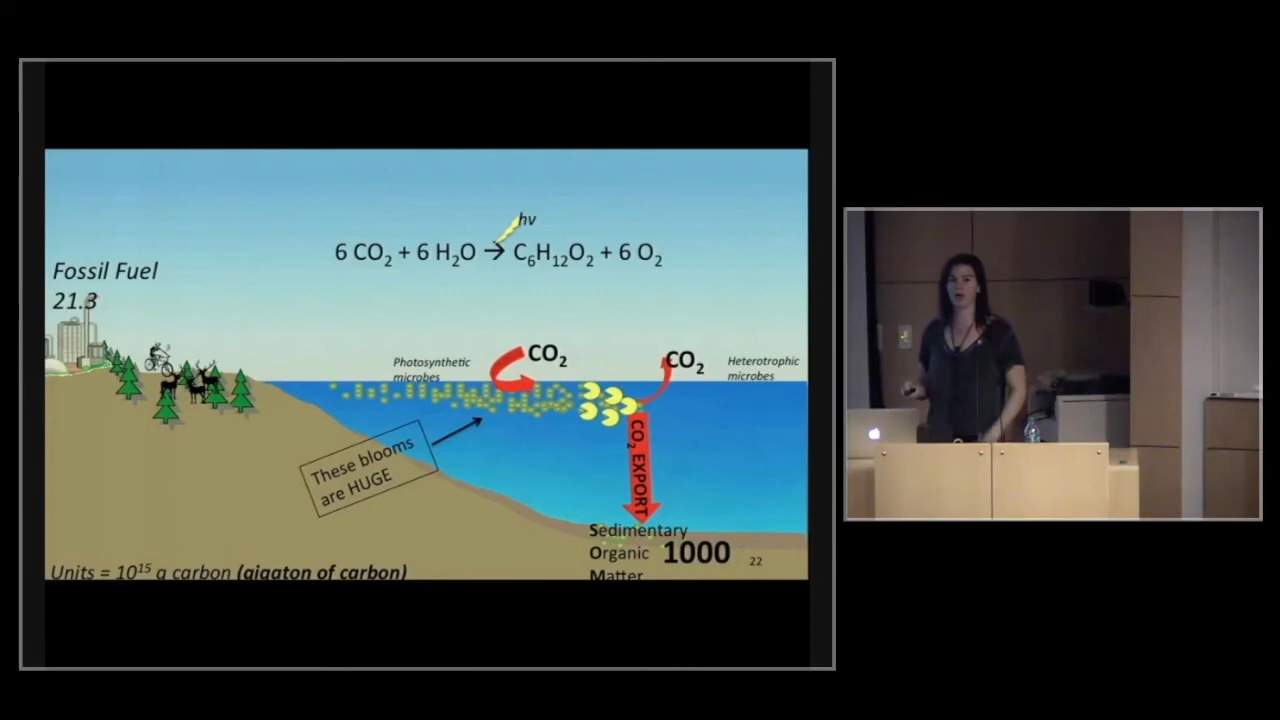 hv
6 CO₂ + 6 H₂O → C₆H₁₂O₂ + 6 O₂
Fossil Fuel
21.3
Photosynthetic
microbes
CO₂
CO₂
Heterotrophic
microbes
These blooms
are HUGE
CO₂ EXPORT
Sedimentary
Organic
Matter
1000
22
Units = 10¹⁵ g carbon (gigaton of carbon)